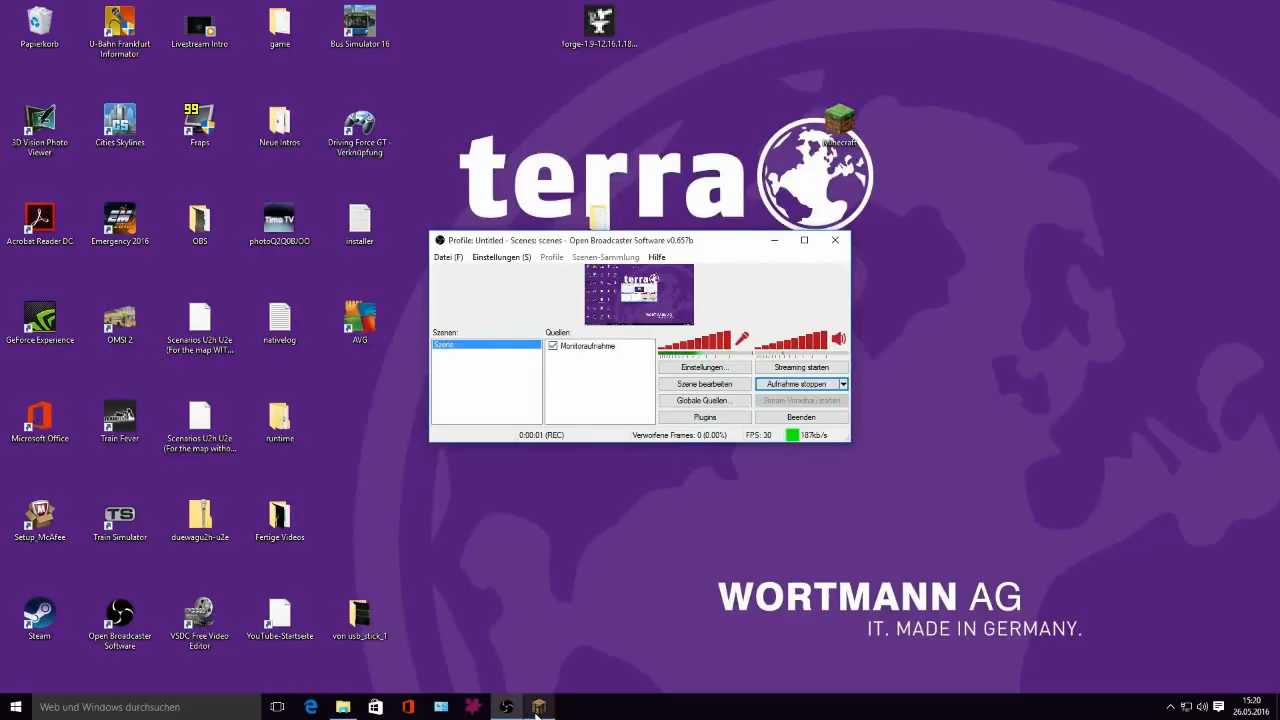 Papierkorb
U-Bahn Frankfurt
Informator
Livestream Intro
game
Bus Simulator 16
forge-1.9-12.16.1.18...
3D Vision Photo
Viewer
Cities Skylines
99
Fraps
Neue Intros
Driving Force GT -
Verknüpfung
Minecraft
terra
Acrobat Reader DC
Emergency 2016
OBS
Timo TV
photoQ2Q0BJOO
installer
GeForce Experience
OMSI 2
Scenarios U2h U2e
(For the map WIT...
nativelog
AVG
Microsoft Office
Train Fever
Scenarios U2h U2e
(For the map witho...
runtime
Setup_McAfee
TS
Train Simulator
duewagu2h-u2e
Fertige Videos
Steam
Open Broadcaster
Software
VSDC Free Video
Editor
YouTube-Startseite
von usb_stick_1
Profile: Untitled - Scenes: scenes - Open Broadcaster Software v0.657b
Datei (F) Einstellungen (S) Profile Szenen-Sammlung Hilfe
Szenen:
Quellen:
Szene
Monitoraufnahme
Einstellungen...
Streaming starten
Szene bearbeiten
Aufnahme stoppen
Globale Quellen...
Stream-Vorschau starten
Plugins
Beenden
0:00:01 (REC)
Verworfene Frames: 0 (0.00%)
FPS: 30
187kb/s
WORTMANN AG
IT. MADE IN GERMANY.
Web und Windows durchsuchen
15:20
26.05.2016